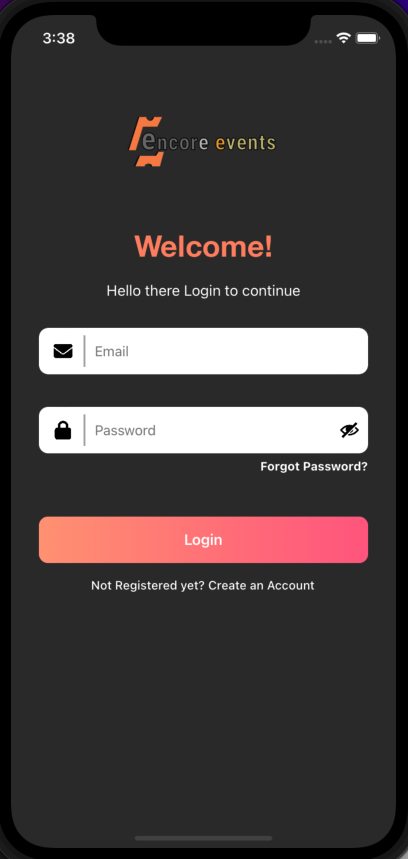 3:38
encore events
Welcome!
Hello there Login to continue
Email
Password
Forgot Password?
Login
Not Registered yet? Create an Account